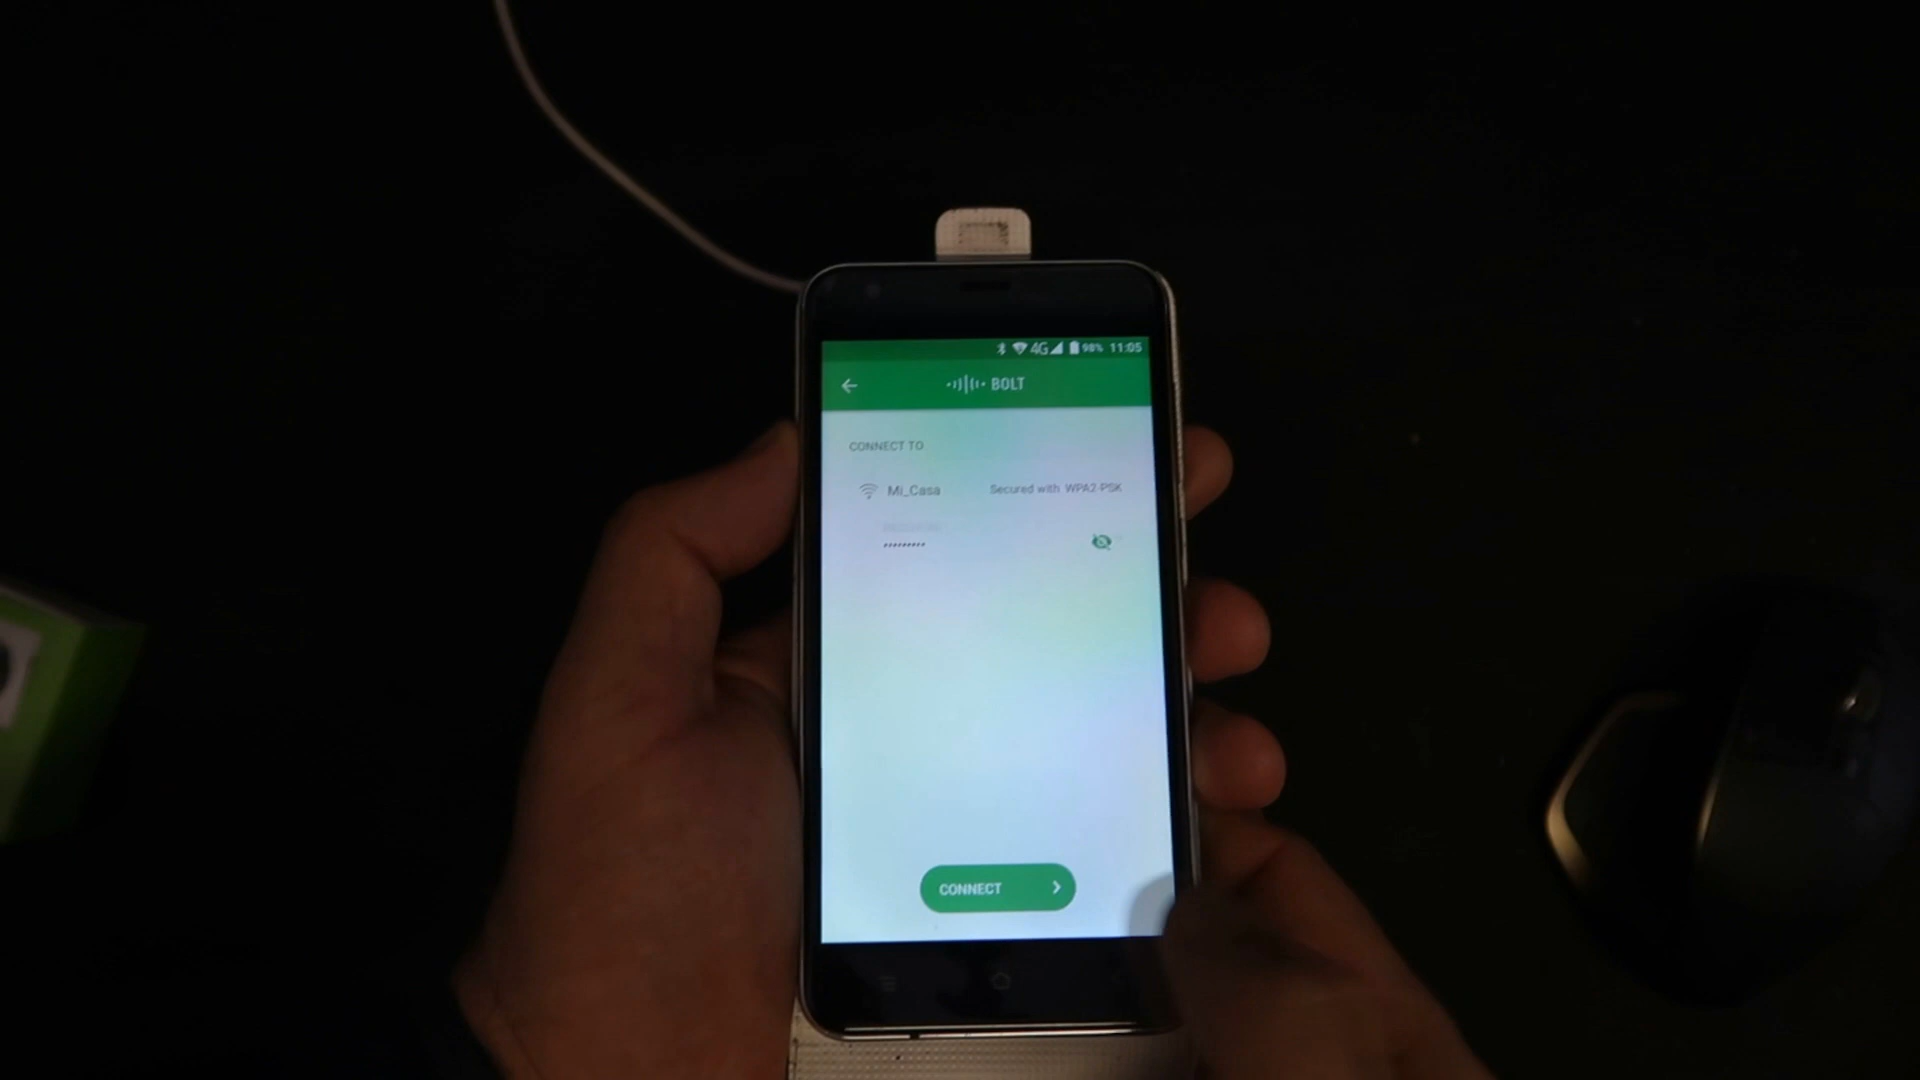 4G 98% 11:05
BOLT
CONNECT TO
Mi_Casa Secured with WPA2-PSK
•••••••••
CONNECT